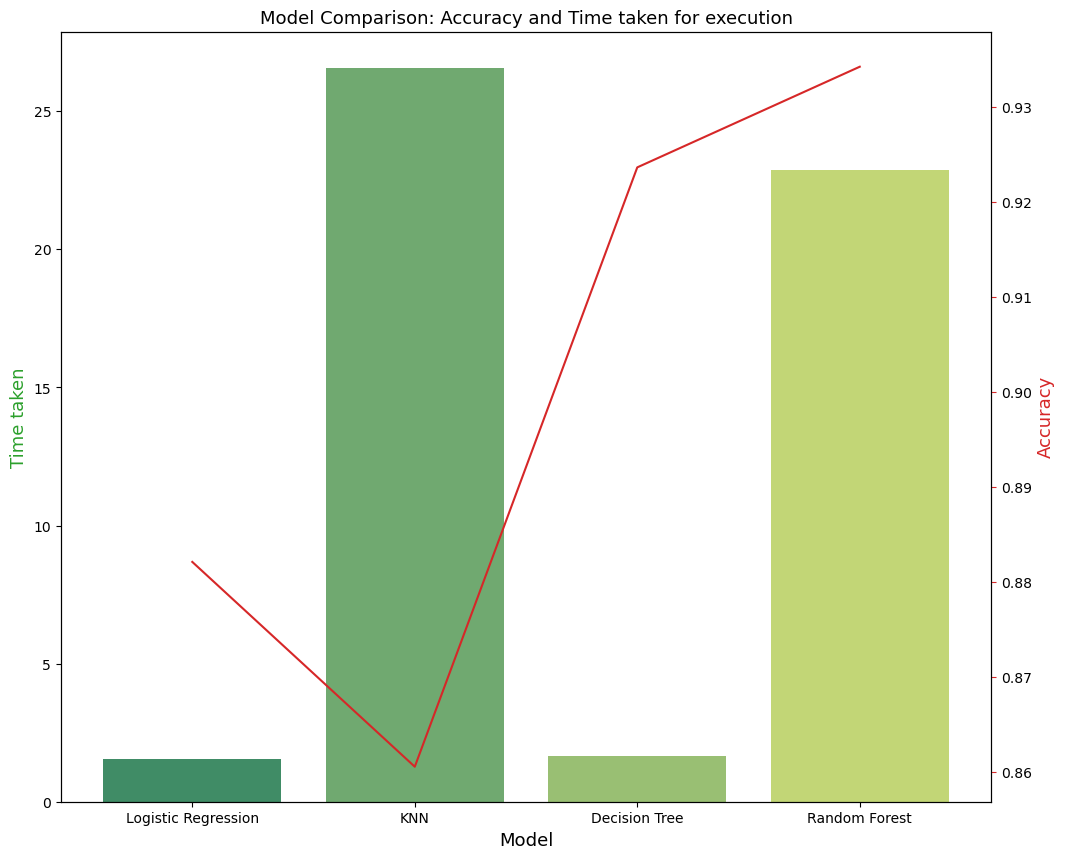 Model Comparison: Accuracy and Time taken for execution
Time taken
25
20
15
10
5
0
Logistic Regression
KNN
Decision Tree
Random Forest
Model
0.93
0.92
0.91
0.90
0.89
0.88
0.87
0.86
Accuracy